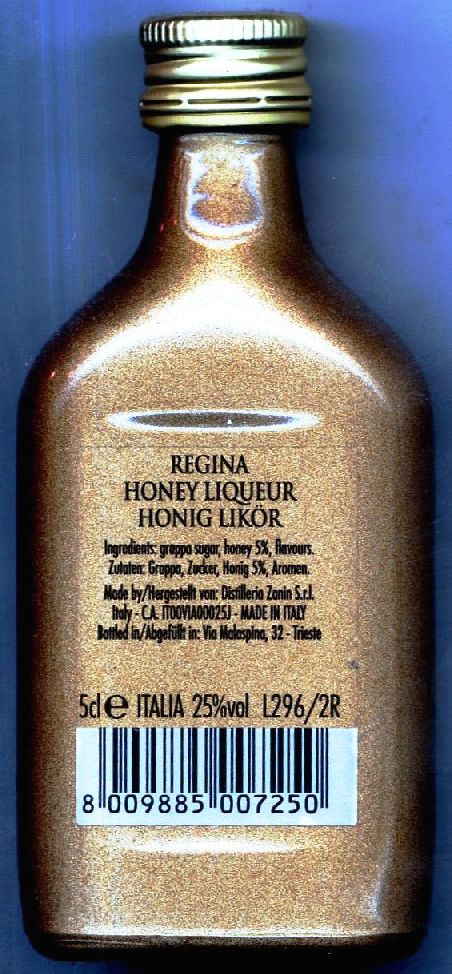 REGINA
HONEY LIQUEUR
HONIG LIKÖR
Ingredients: grappa sugar, honey 5%, flavours.
Zutaten: Grappa, Zucker, Honig 5%, Aromen.
Made by/Hergestellt von: Distilleria Zanin S.r.l.
Italy - C.A. IT00VIA00025J - MADE IN ITALY
Bottled in/Abgefüllt in: Via Malaspina, 32 - Trieste
5cl e ITALIA 25%vol L296/2R
8 009885 007250